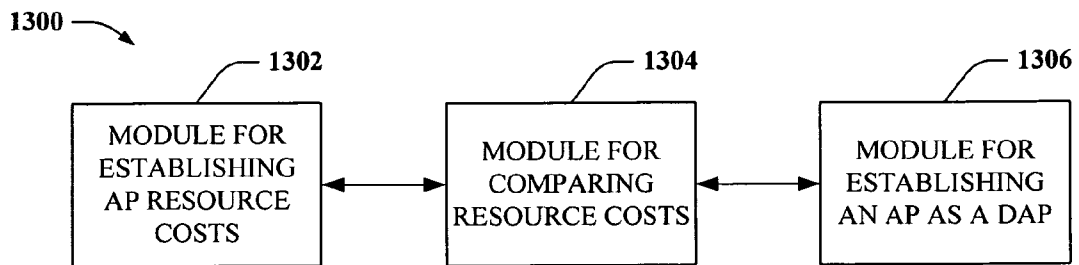 1300
1302
1304
1306
MODULE FOR
ESTABLISHING
AP RESOURCE
COSTS
MODULE FOR
COMPARING
RESOURCE COSTS
MODULE FOR
ESTABLISHING
AN AP AS A DAP